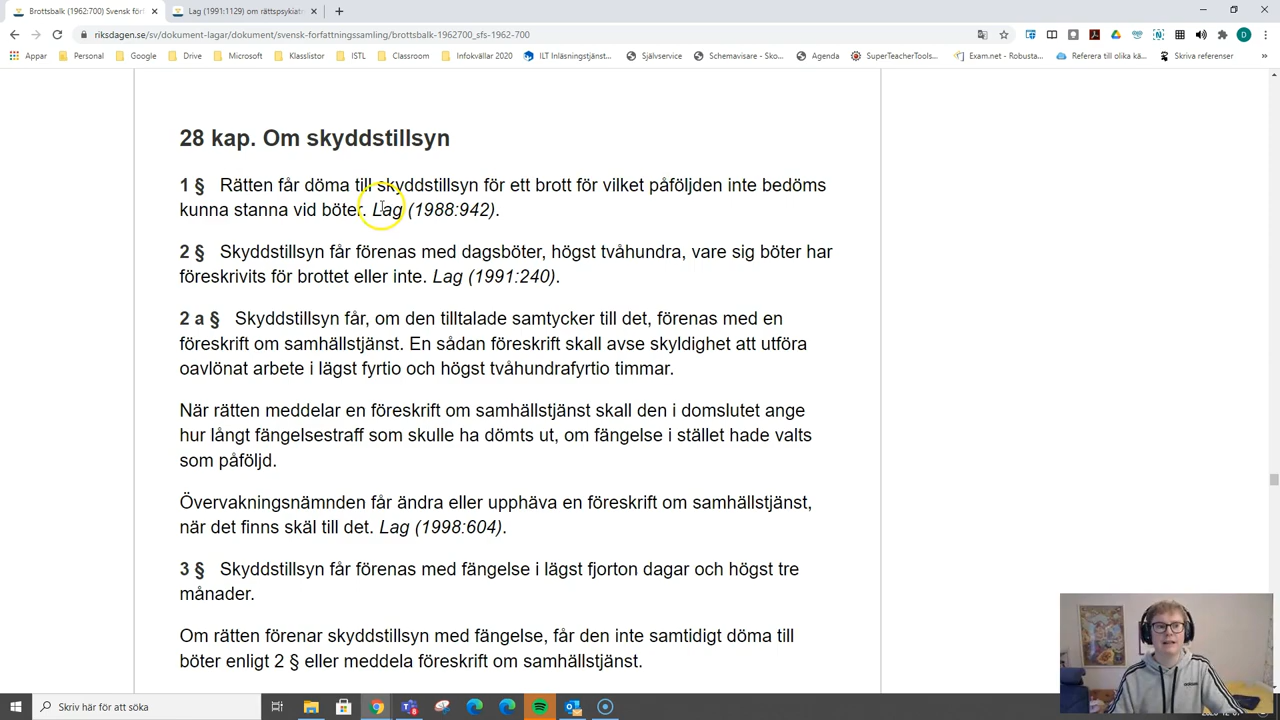 Brottsbalk (1962:700) Svensk för
Lag (1991:1129) om rättspsykiatr
riksdagen.se/sv/dokument-lagar/dokument/svensk-forfattningssamling/brottsbalk-1962700_sfs-1962-700
Appar Personal Google Drive Microsoft Klasslistor ISTL Classroom Infokvällar 2020 ILT Inläsningstjänst... Självservice Schemavisare - Sko... Agenda SuperTeacherTools... Exam.net - Robusta... Referera till olika kä... Skriva referenser
28 kap. Om skyddstillsyn
1 § Rätten får döma till skyddstillsyn för ett brott för vilket påföljden inte bedöms
kunna stanna vid böter. Lag (1988:942).
2 § Skyddstillsyn får förenas med dagsböter, högst tvåhundra, vare sig böter har
föreskrivits för brottet eller inte. Lag (1991:240).
2 a § Skyddstillsyn får, om den tilltalade samtycker till det, förenas med en
föreskrift om samhällstjänst. En sådan föreskrift skall avse skyldighet att utföra
oavlönat arbete i lägst fyrtio och högst tvåhundrafyrtio timmar.
När rätten meddelar en föreskrift om samhällstjänst skall den i domslutet ange
hur långt fängelsestraff som skulle ha dömts ut, om fängelse i stället hade valts
som påföljd.
Övervakningsnämnden får ändra eller upphäva en föreskrift om samhällstjänst,
när det finns skäl till det. Lag (1998:604).
3 § Skyddstillsyn får förenas med fängelse i lägst fjorton dagar och högst tre
månader.
Om rätten förenar skyddstillsyn med fängelse, får den inte samtidigt döma till
böter enligt 2 § eller meddela föreskrift om samhällstjänst.
Skriv här för att söka